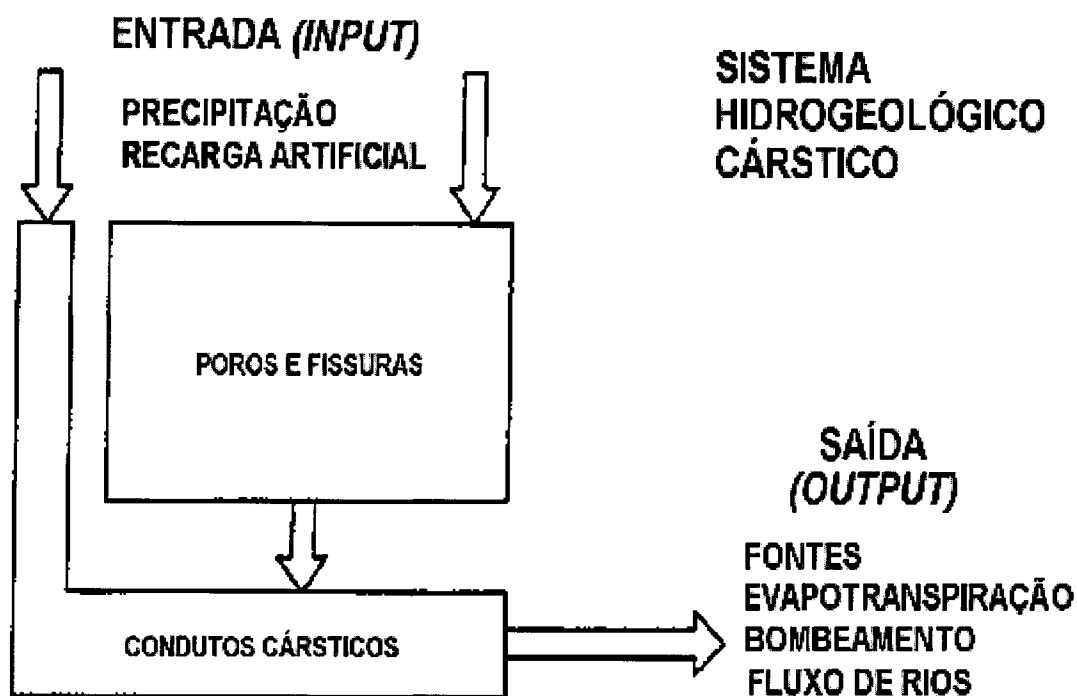 ENTRADA (INPUT)
PRECIPITAÇÃO
RECARGA ARTIFICIAL
SISTEMA
HIDROGEOLÓGICO
CÁRSTICO
POROS E FISSURAS
CONDUTOS CÁRSTICOS
SAÍDA
(OUTPUT)
FONTES
EVAPOTRANSPIRAÇÃO
BOMBEAMENTO
FLUXO DE RIOS